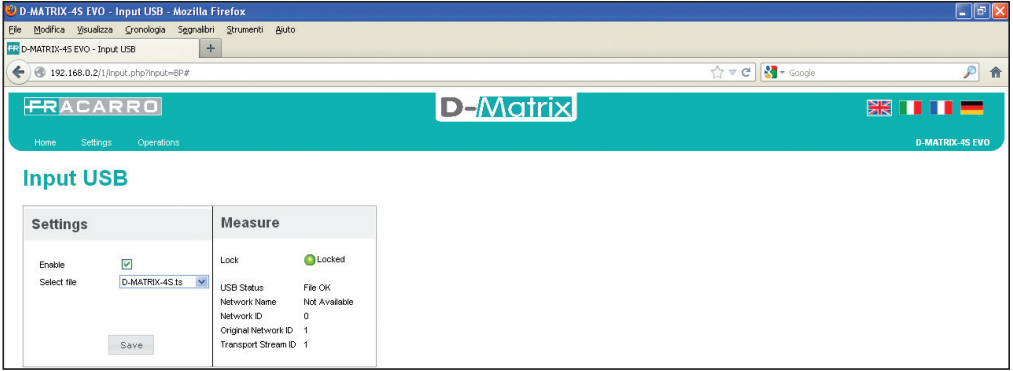 D-MATRIX-4S EVO - Input USB - Mozilla Firefox
File Modifica Visualizza Cronologia Segnalibri Strumenti Aiuto
FR D-MATRIX-4S EVO - Input USB +
192.168.0.2/1/input.php?input=BP# Google
FRACARRO D-Matrix
Home Settings Operations D-MATRIX-4S EVO
Input USB
Settings Measure
Enable Lock Locked
Select file D-MATRIX-4S.ts
USB Status File OK
Network Name Not Available
Network ID 0
Original Network ID 1
Save Transport Stream ID 1